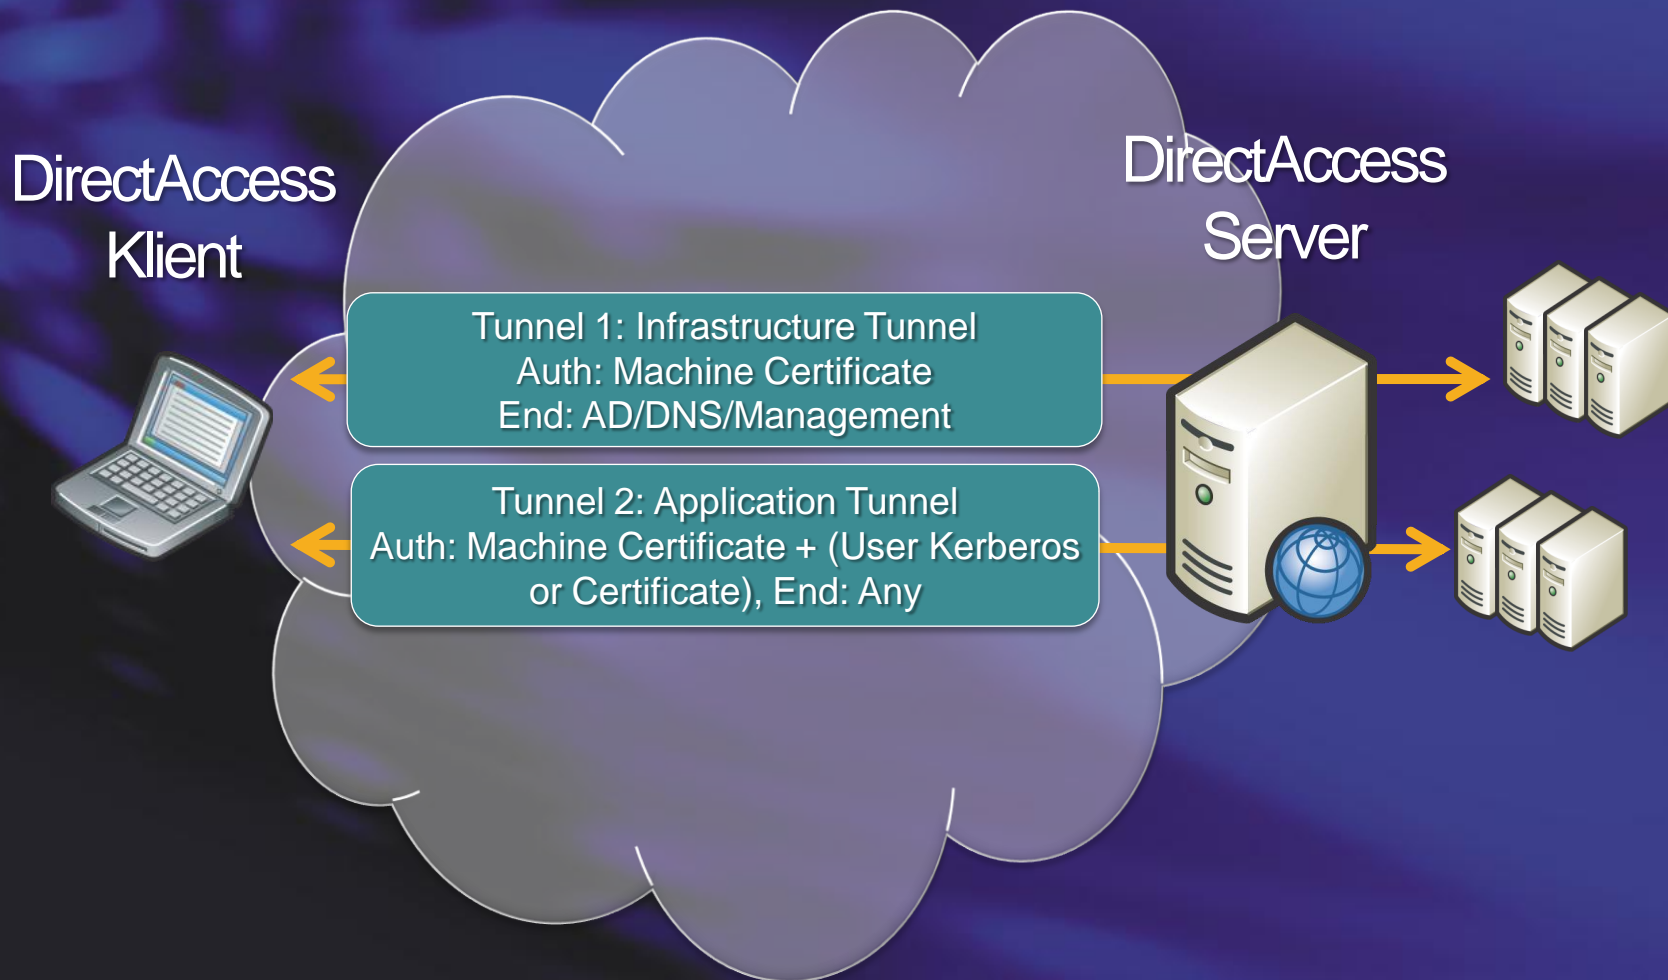 DirectAccess
Klient
DirectAccess
Server
Tunnel 1: Infrastructure Tunnel
Auth: Machine Certificate
End: AD/DNS/Management
Tunnel 2: Application Tunnel
Auth: Machine Certificate + (User Kerberos
or Certificate), End: Any